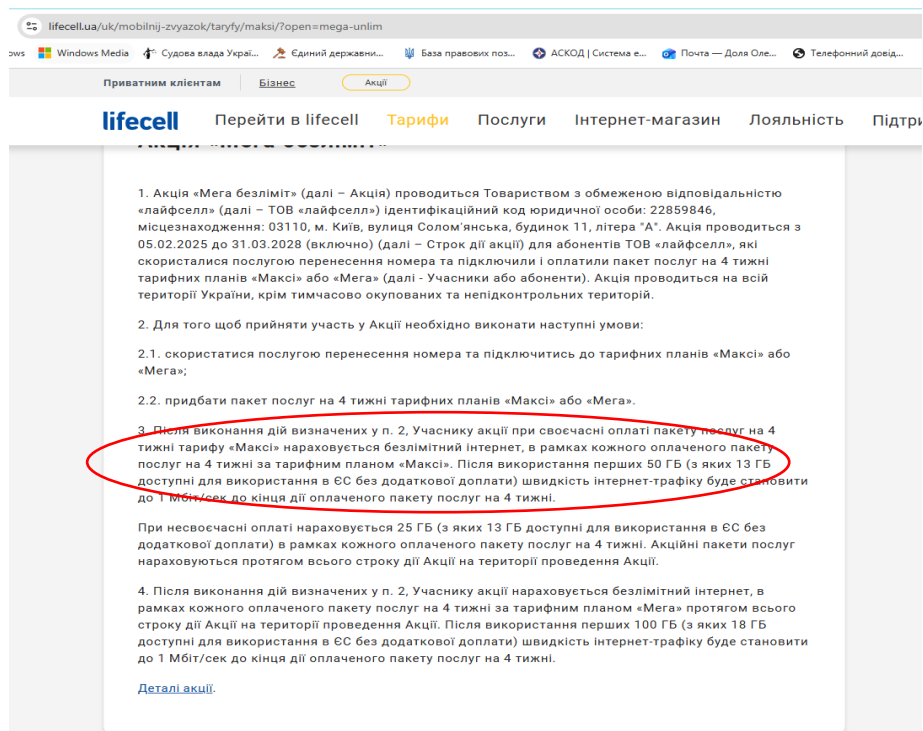 lifecell.ua/uk/mobilnij-zvyazok/taryfy/maksi/?open=mega-unlim
ows Windows Media Судова влада Украї... Єдиний державни... База правових поз... АСКОД | Система е... Почта — Доля Оле... Телефонний довід...
Приватним клієнтам Бізнес Акції
lifecell Перейти в lifecell Тарифи Послуги Інтернет-магазин Лояльність Підтри
Акція «Мега безліміт»
1. Акція «Мега безліміт» (далі – Акція) проводиться Товариством з обмеженою відповідальністю
«лайфселл» (далі – ТОВ «лайфселл») ідентифікаційний код юридичної особи: 22859846,
місцезнаходження: 03110, м. Київ, вулиця Солом'янська, будинок 11, літера "А". Акція проводиться з
05.02.2025 до 31.03.2028 (включно) (далі – Строк дії акції) для абонентів ТОВ «лайфселл», які
скористалися послугою перенесення номера та підключили і оплатили пакет послуг на 4 тижні
тарифних планів «Максі» або «Мега» (далі - Учасники або абоненти). Акція проводиться на всій
території України, крім тимчасово окупованих та непідконтрольних територій.
2. Для того щоб прийняти участь у Акції необхідно виконати наступні умови:
2.1. скористатися послугою перенесення номера та підключитись до тарифних планів «Максі» або
«Мега»;
2.2. придбати пакет послуг на 4 тижні тарифних планів «Максі» або «Мега».
3. Після виконання дій визначених у п. 2, Учаснику акції при своєчасні оплаті пакету послуг на 4
тижні тарифу «Максі» нараховується безлімітний інтернет, в рамках кожного оплаченого пакету
послуг на 4 тижні за тарифним планом «Максі». Після використання перших 50 ГБ (з яких 13 ГБ
доступні для використання в ЄС без додаткової доплати) швидкість інтернет-трафіку буде становити
до 1 Мбіт/сек до кінця дії оплаченого пакету послуг на 4 тижні.
При несвоєчасні оплаті нараховується 25 ГБ (з яких 13 ГБ доступні для використання в ЄС без
додаткової доплати) в рамках кожного оплаченого пакету послуг на 4 тижні. Акційні пакети послуг
нараховуються протягом всього строку дії Акції на території проведення Акції.
4. Після виконання дій визначених у п. 2, Учаснику акції нараховується безлімітний інтернет, в
рамках кожного оплаченого пакету послуг на 4 тижні за тарифним планом «Мега» протягом всього
строку дії Акції на території проведення Акції. Після використання перших 100 ГБ (з яких 18 ГБ
доступні для використання в ЄС без додаткової доплати) швидкість інтернет-трафіку буде становити
до 1 Мбіт/сек до кінця дії оплаченого пакету послуг на 4 тижні.
Деталі акції.